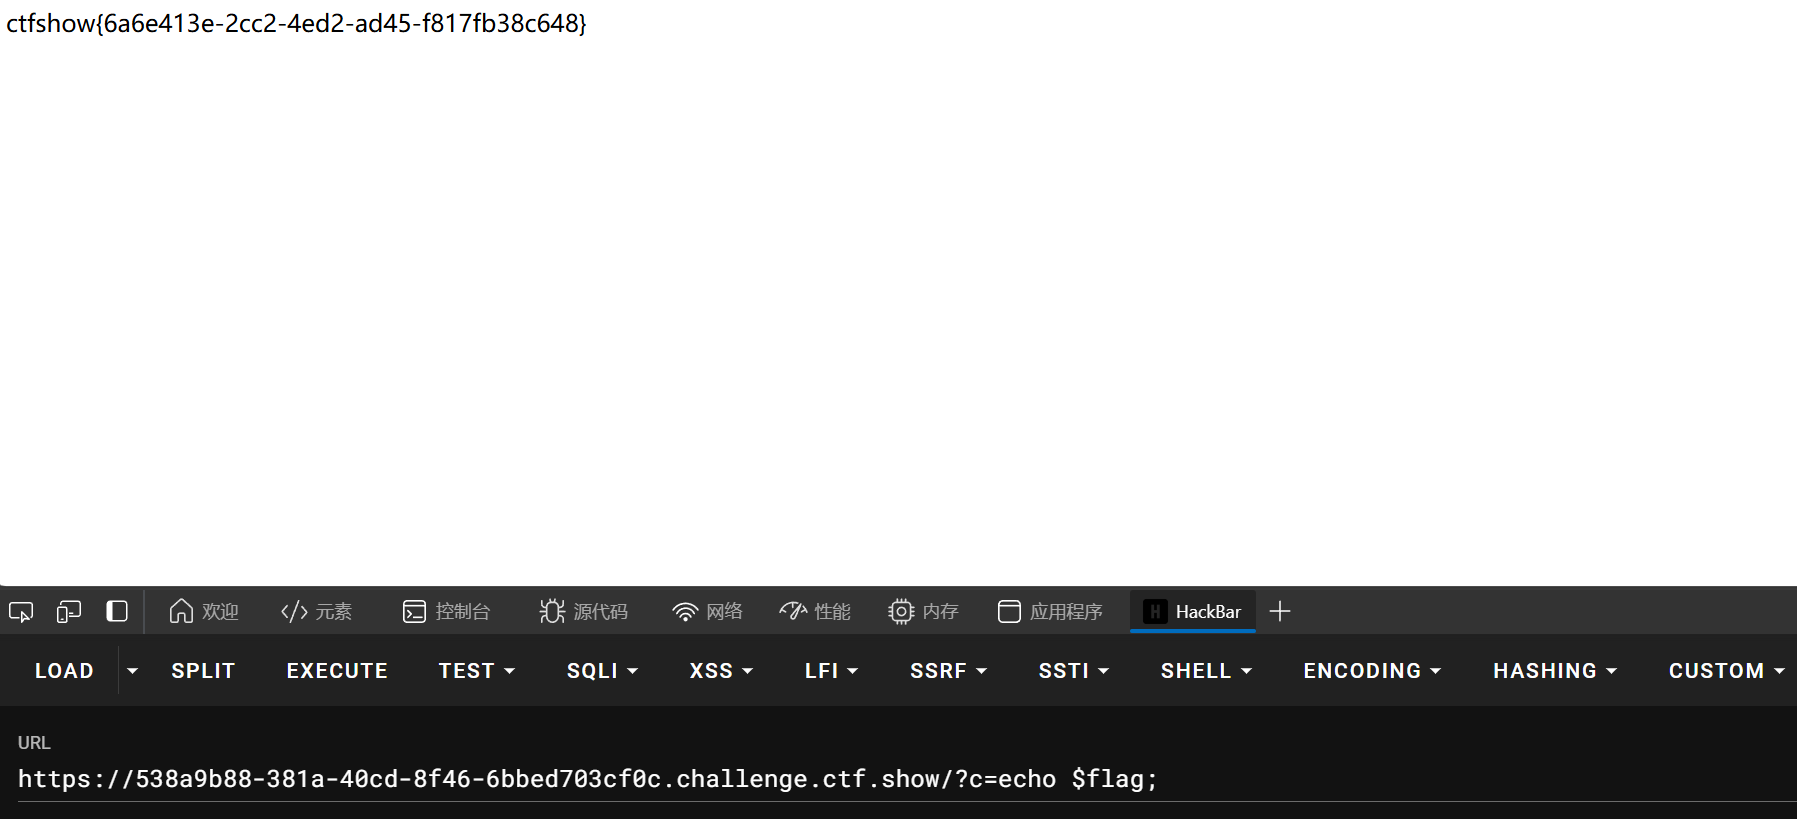 ctfshow{6a6e413e-2cc2-4ed2-ad45-f817fb38c648}
欢迎 </> 元素 控制台 源代码 网络 性能 内存 应用程序 H HackBar
LOAD SPLIT EXECUTE TEST SQLI XSS LFI SSRF SSTI SHELL ENCODING HASHING CUSTOM
URL
https://538a9b88-381a-40cd-8f46-6bbed703cf0c.challenge.ctf.show/?c=echo $flag;